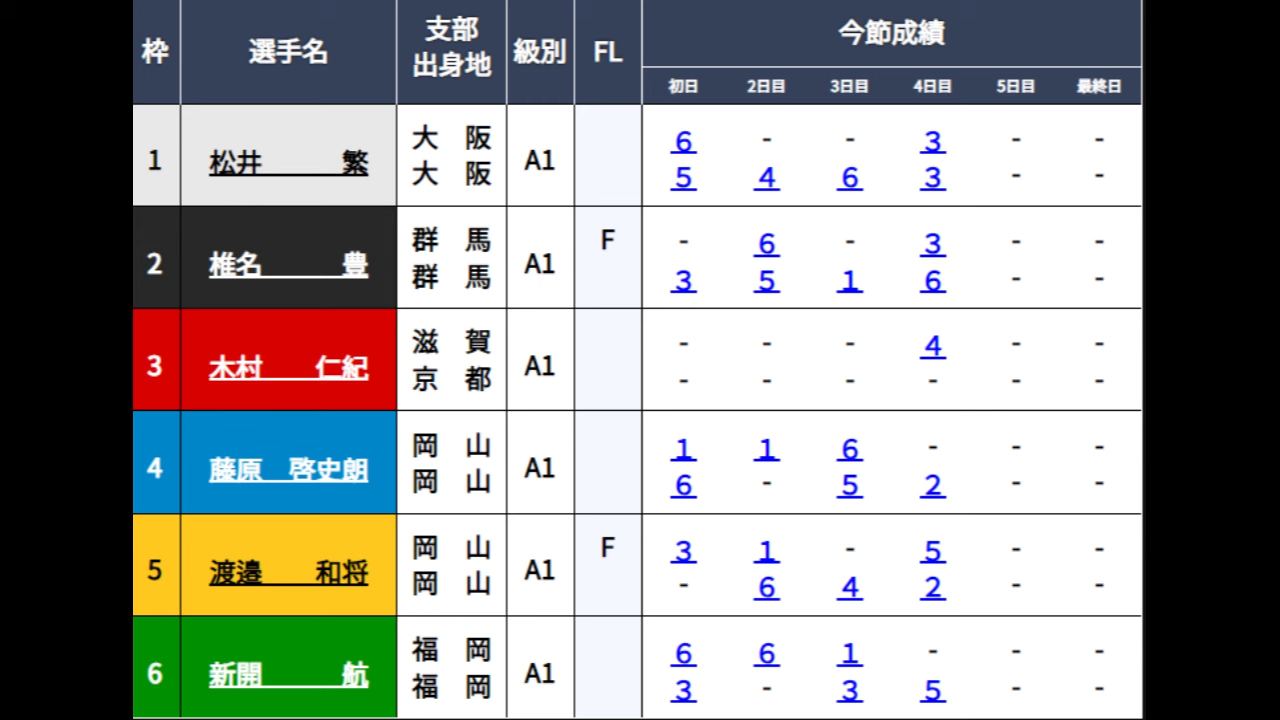 枠 選手名 支部 出身地 級別 FL 今節成績
初日 2日目 3日目 4日目 5日目 最終日
1 松井 繁 大阪 A1 6 - - 3 - -
大阪 5 4 6 3 - -
2 椎名 豊 群馬 A1 F - 6 - 3 - -
群馬 3 5 1 6 - -
3 木村 仁紀 滋賀 A1 - - - 4 - -
京都 - - - - - -
4 藤原 啓史朗 岡山 A1 1 1 6 - - -
岡山 6 - 5 2 - -
5 渡邉 和将 岡山 A1 F 3 1 - 5 - -
岡山 - 6 4 2 - -
6 新開 航 福岡 A1 6 6 1 - - -
福岡 3 - 3 5 - -